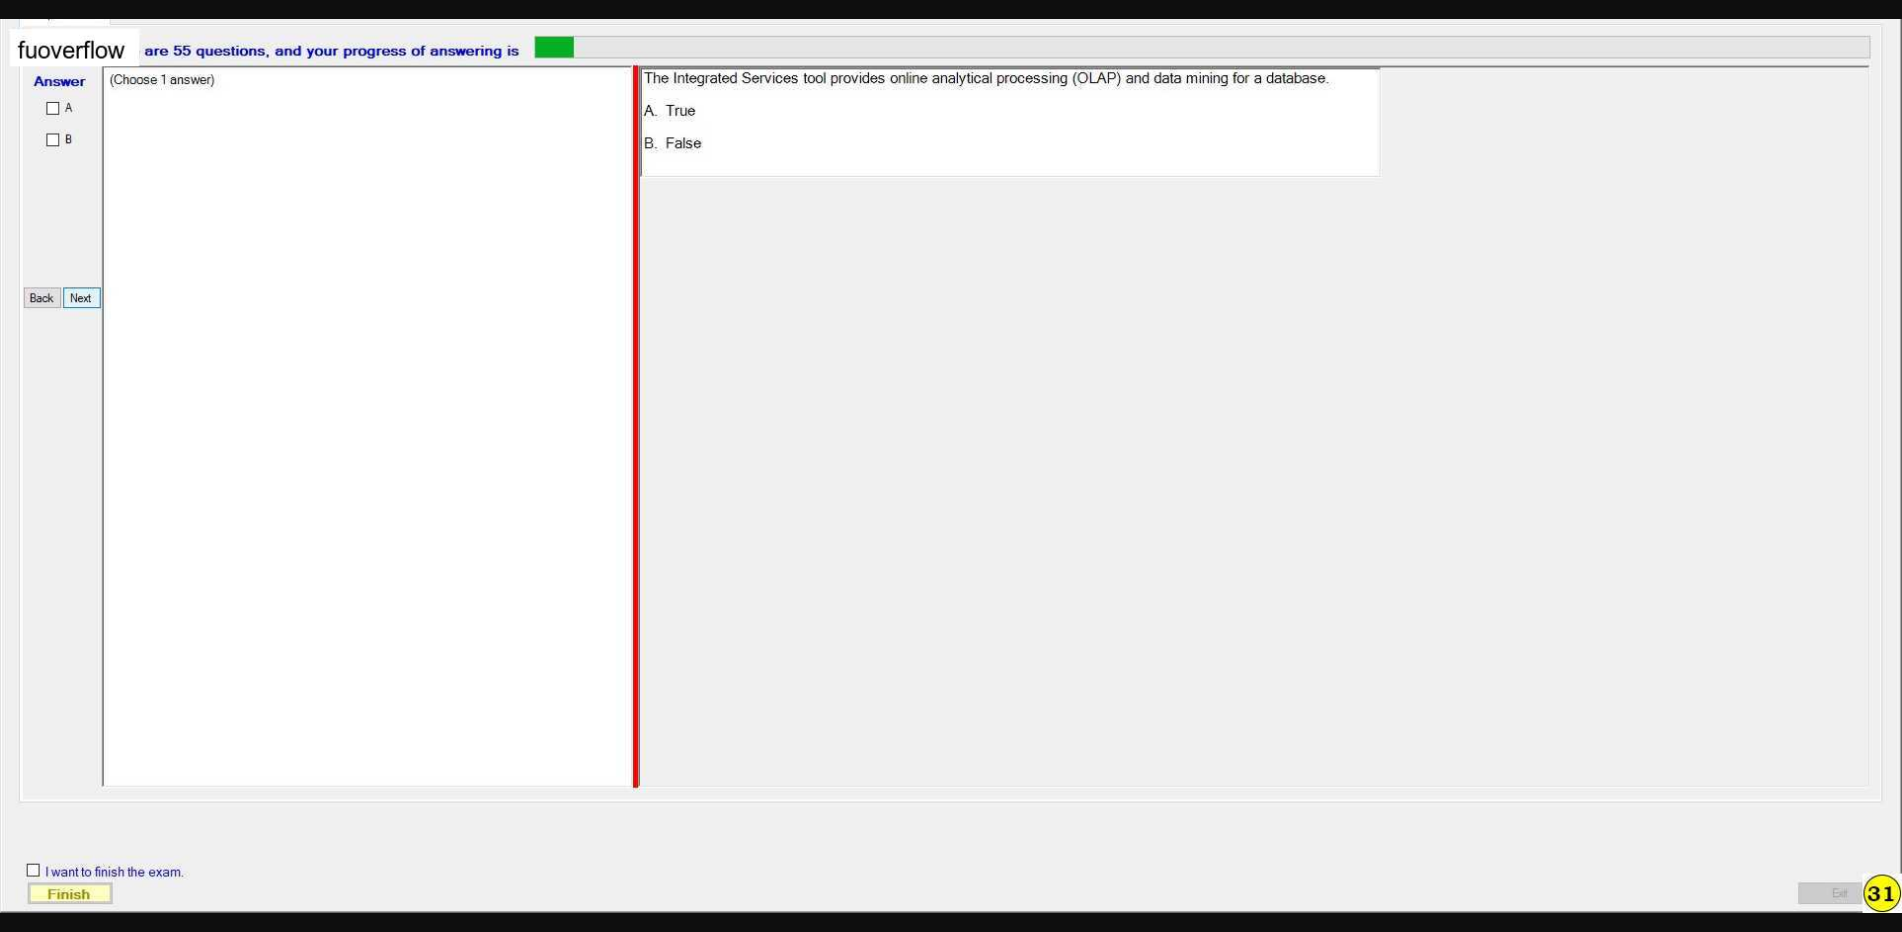 fuoverflow are 55 questions, and your progress of answering is
Answer
A
B
Back Next
(Choose 1 answer)
The Integrated Services tool provides online analytical processing (OLAP) and data mining for a database.
A. True
B. False
I want to finish the exam.
Finish
Exit
31